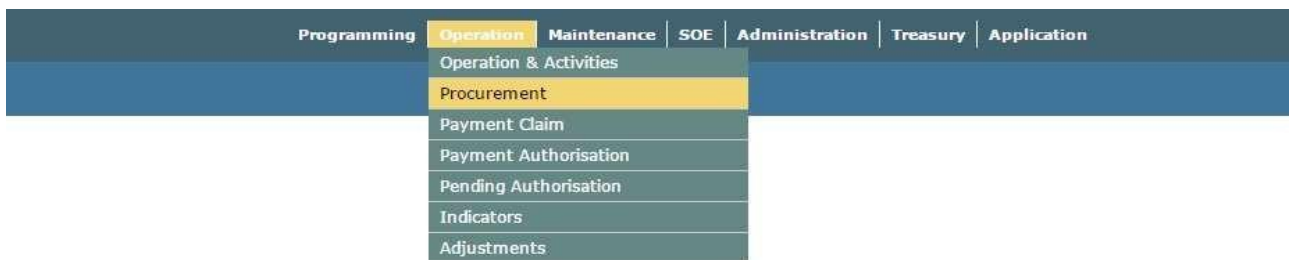 Programming Operation Maintenance SOE Administration Treasury Application
Operation & Activities
Procurement
Payment Claim
Payment Authorisation
Pending Authorisation
Indicators
Adjustments